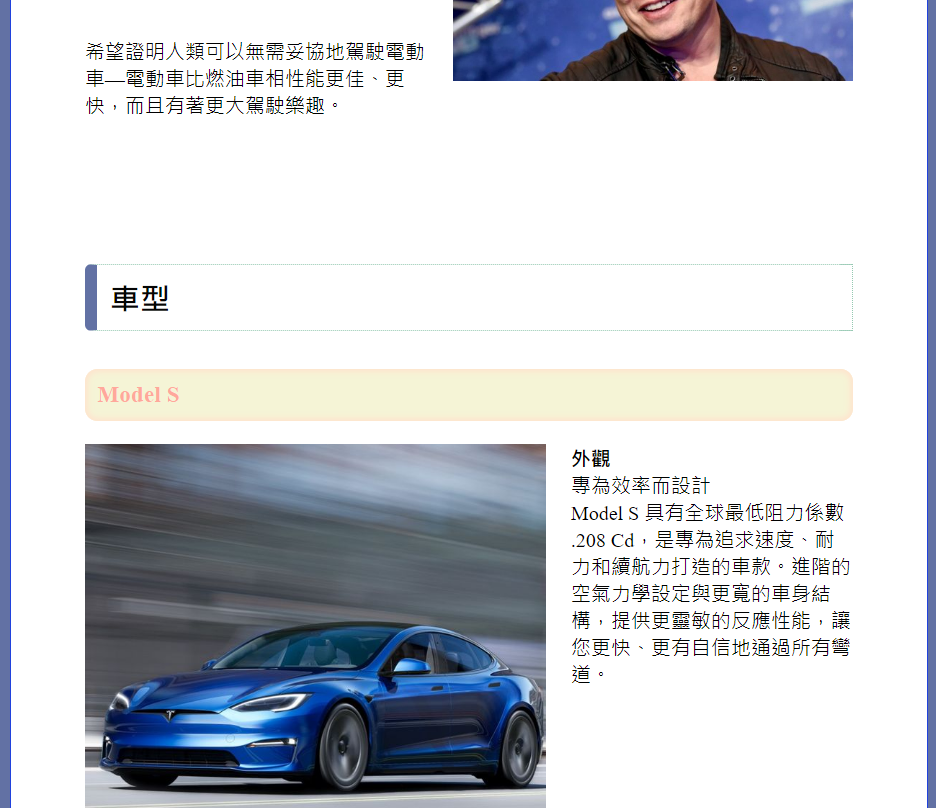 希望證明人類可以無需妥協地駕駛電動
車—電動車比燃油車相性能更佳、更
快，而且有著更大駕駛樂趣。
車型
Model S
外觀
專為效率而設計
Model S 具有全球最低阻力係數
.208 Cd，是專為追求速度、耐
力和續航力打造的車款。進階的
空氣力學設定與更寬的車身結
構，提供更靈敏的反應性能，讓
您更快、更有自信地通過所有彎
道。